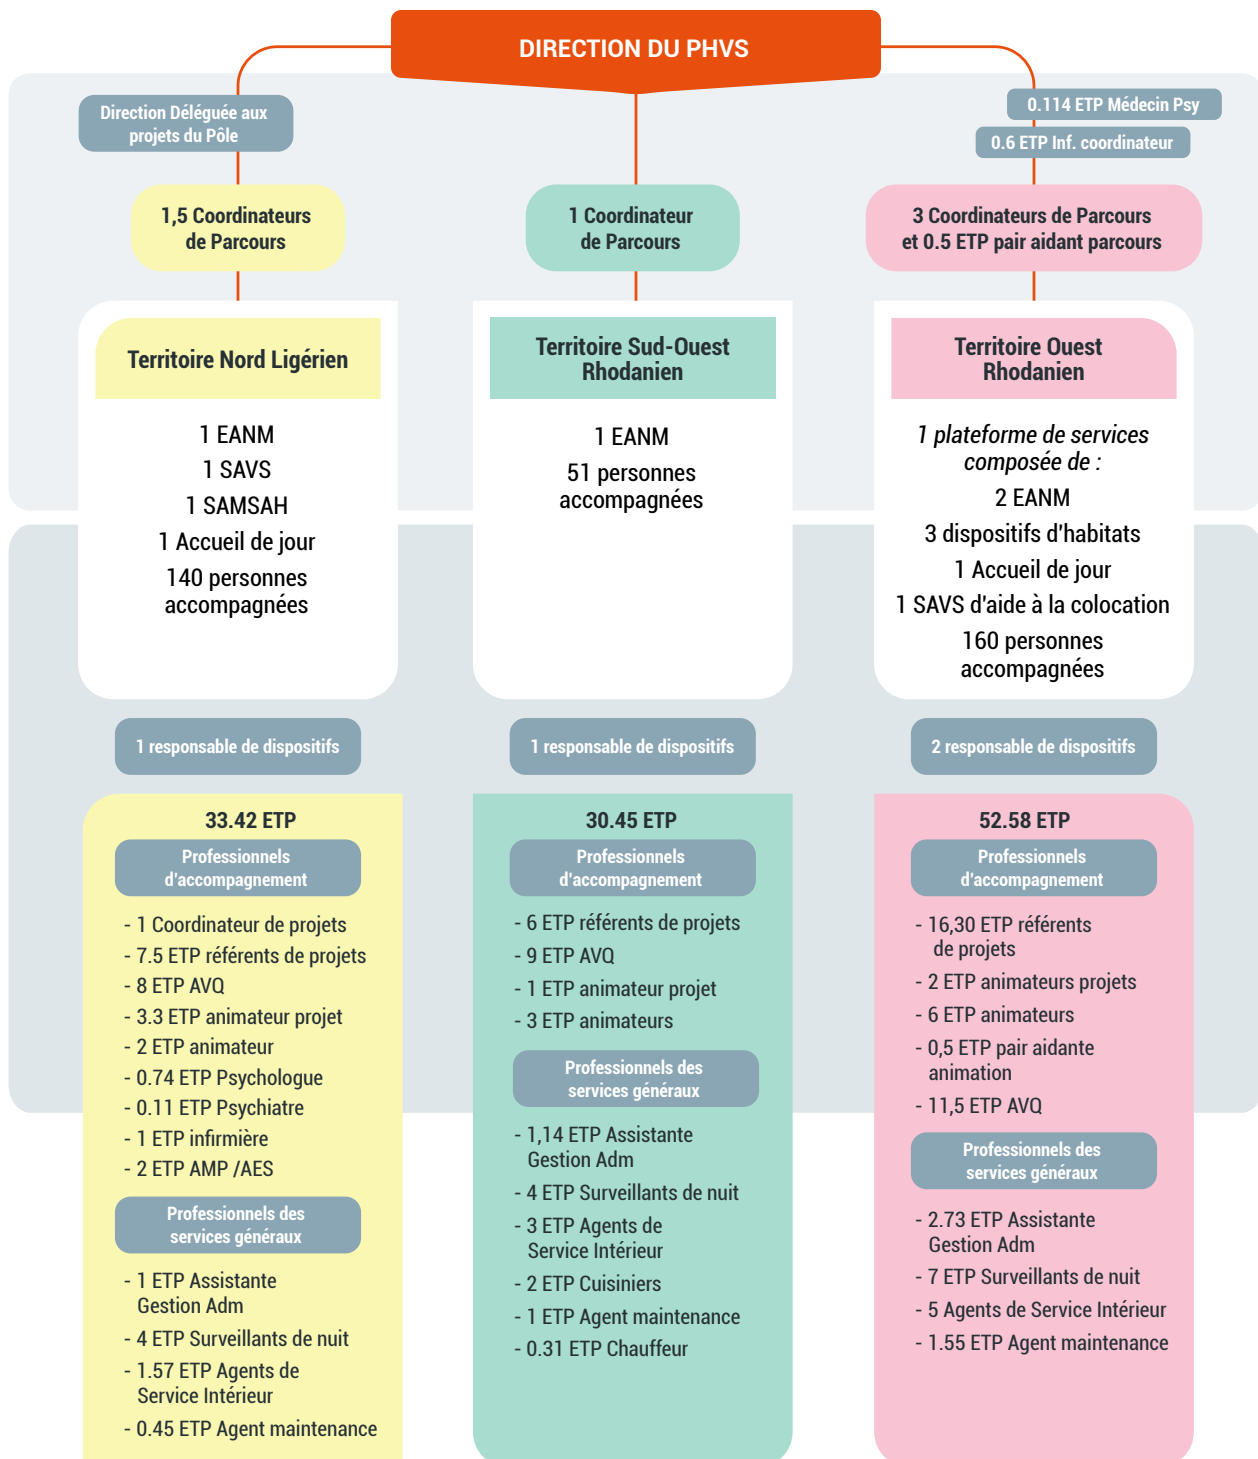 DIRECTION DU PHVS
Direction Déléguée aux
projets du Pôle
0.114 ETP Médecin Psy
0.6 ETP Inf. coordinateur
1,5 Coordinateurs
de Parcours
1 Coordinateur
de Parcours
3 Coordinateurs de Parcours
et 0.5 ETP pair aidant parcours
Territoire Nord Ligérien
1 EANM
1 SAVS
1 SAMSAH
1 Accueil de jour
140 personnes
accompagnées
Territoire Sud-Ouest
Rhodanien
1 EANM
51 personnes
accompagnées
Territoire Ouest
Rhodanien
1 plateforme de services
composée de :
2 EANM
3 dispositifs d'habitats
1 Accueil de jour
1 SAVS d'aide à la colocation
160 personnes
accompagnées
1 responsable de dispositifs
1 responsable de dispositifs
2 responsable de dispositifs
33.42 ETP
Professionnels
d'accompagnement
- 1 Coordinateur de projets
- 7.5 ETP référents de projets
- 8 ETP AVQ
- 3.3 ETP animateur projet
- 2 ETP animateur
- 0.74 ETP Psychologue
- 0.11 ETP Psychiatre
- 1 ETP infirmière
- 2 ETP AMP /AES
Professionnels des
services généraux
- 1 ETP Assistante
Gestion Adm
- 4 ETP Surveillants de nuit
- 1.57 ETP Agents de
Service Intérieur
- 0.45 ETP Agent maintenance
30.45 ETP
Professionnels
d'accompagnement
- 6 ETP référents de projets
- 9 ETP AVQ
- 1 ETP animateur projet
- 3 ETP animateurs
Professionnels des
services généraux
- 1,14 ETP Assistante
Gestion Adm
- 4 ETP Surveillants de nuit
- 3 ETP Agents de
Service Intérieur
- 2 ETP Cuisiniers
- 1 ETP Agent maintenance
- 0.31 ETP Chauffeur
52.58 ETP
Professionnels
d'accompagnement
- 16,30 ETP référents
de projets
- 2 ETP animateurs projets
- 6 ETP animateurs
- 0,5 ETP pair aidante
animation
- 11,5 ETP AVQ
Professionnels des
services généraux
- 2.73 ETP Assistante
Gestion Adm
- 7 ETP Surveillants de nuit
- 5 Agents de Service Intérieur
- 1.55 ETP Agent maintenance